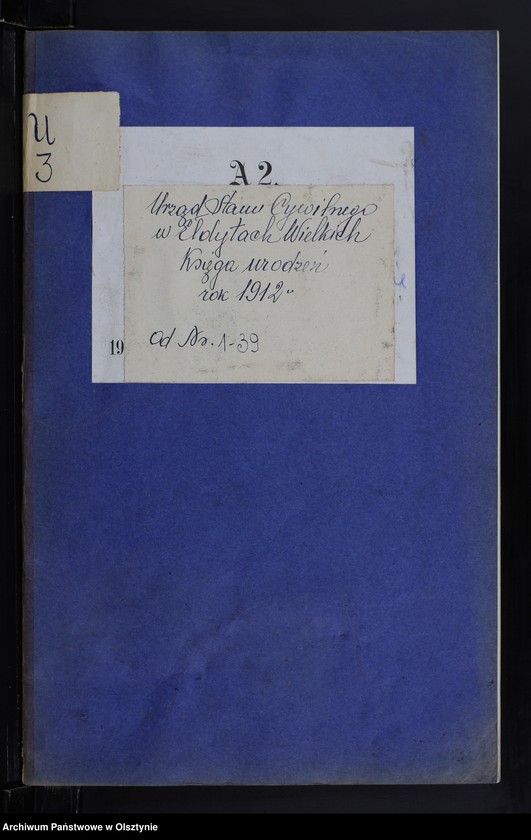 U
3
A 2.
Urząd Stanu Cywilnego
w Ełdytach Wielkich
Księga urodzeń
rok 1912
19
od Nr. 1-39
Archiwum Państwowe w Olsztynie